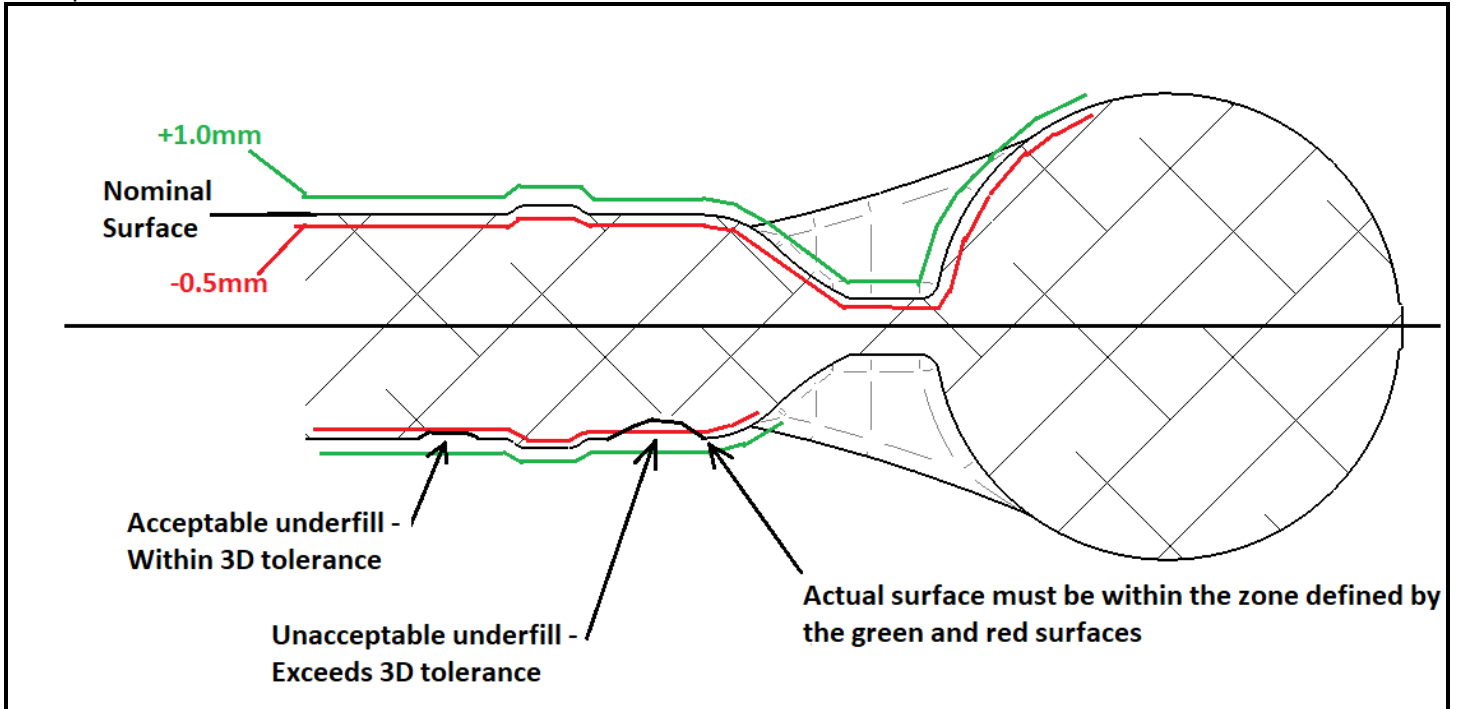 +1.0mm
Nominal
Surface
-0.5mm
Acceptable underfill -
Within 3D tolerance
Unacceptable underfill -
Exceeds 3D tolerance
Actual surface must be within the zone defined by
the green and red surfaces